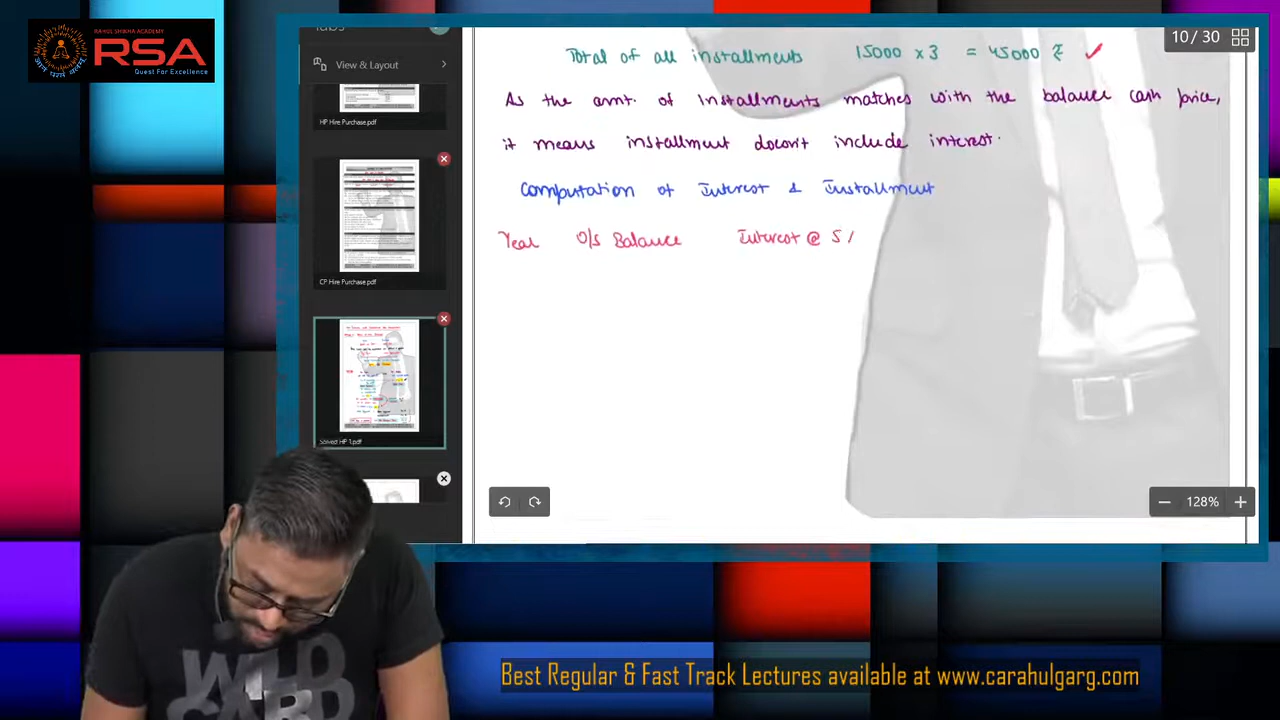 RAHUL SHIKHA ACADEMY
RSA
Quest For Excellence
View & Layout
HP Hire Purchase.pdf
CP Hire Purchase.pdf
Solved HP 1.pdf
10 / 30
Total of all installments 15000 x 3 = 45000 ₹ ✓
As the amt. of installments matches with the balance cash price,
it means installment doesn't include interest.
Computation of Interest & Installment
Year O/S Balance Interest @ 5 /
128%
WILD
CARD
Best Regular & Fast Track Lectures available at www.carahulgarg.com